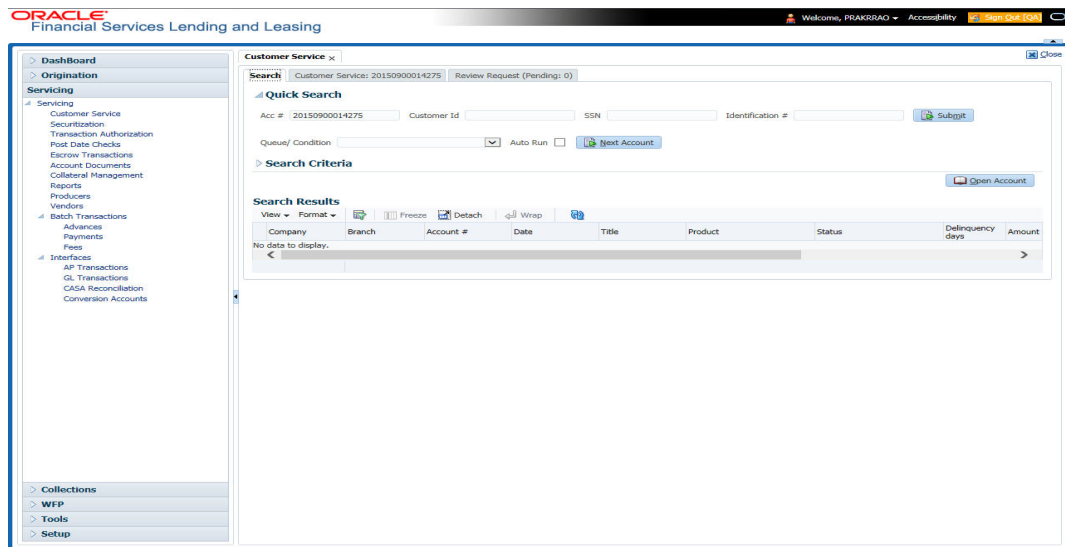 ORACLE
Financial Services Lending and Leasing
Welcome, PRAKRRAO Accessibility Sign Out [QA]
DashBoard
Origination
Servicing
Servicing
Customer Service
Securitization
Transaction Authorization
Post Date Checks
Escrow Transactions
Account Documents
Collateral Management
Reports
Producers
Vendors
Batch Transactions
Advances
Payments
Fees
Interfaces
AP Transactions
GL Transactions
CASA Reconciliation
Conversion Accounts
Collections
WFP
Tools
Setup
Customer Service
Close
Search Customer Service: 20150900014275 Review Request (Pending: 0)
Quick Search
Acc # 20150900014275 Customer Id SSN Identification # Submit
Queue/ Condition Auto Run Next Account
Search Criteria
Open Account
Search Results
View Format Freeze Detach Wrap
Company Branch Account # Date Title Product Status Delinquency days Amount
No data to display.